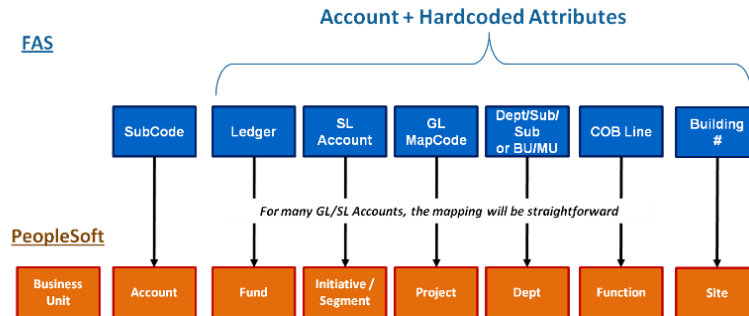 Account + Hardcoded Attributes
FAS
SubCode
Ledger
SL
Account
GL
MapCode
Dept/Sub/
Sub
or BU/MU
COB Line
Building
#
For many GL/SL Accounts, the mapping will be straightforward
PeopleSoft
Business
Unit
Account
Fund
Initiative /
Segment
Project
Dept
Function
Site